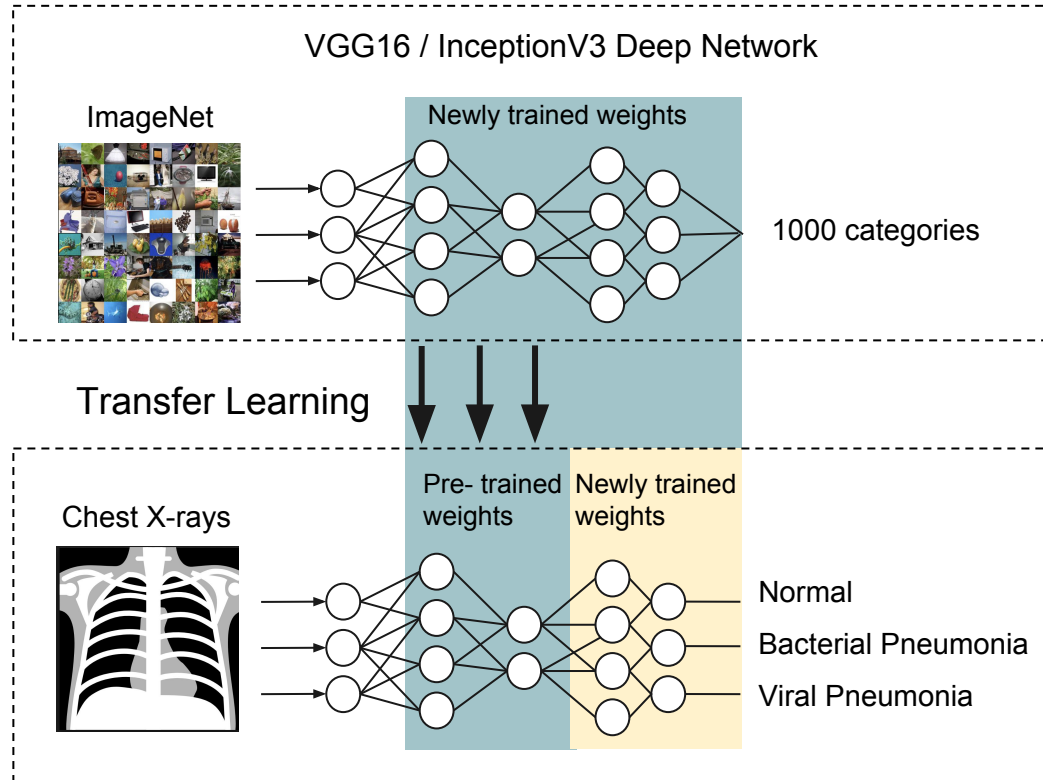 VGG16 / InceptionV3 Deep Network
ImageNet
Newly trained weights
1000 categories
Transfer Learning
Pre- trained
weights
Newly trained
weights
Chest X-rays
Normal
Bacterial Pneumonia
Viral Pneumonia